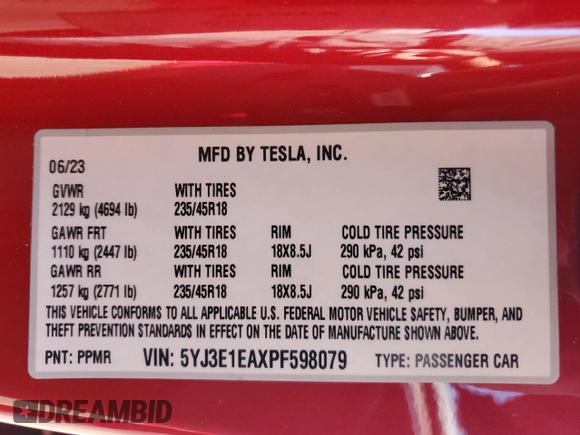 MFD BY TESLA, INC.
06/23
GVWR WITH TIRES
2129 kg (4694 lb) 235/45R18
GAWR FRT WITH TIRES RIM COLD TIRE PRESSURE
1110 kg (2447 lb) 235/45R18 18X8.5J 290 kPa, 42 psi
GAWR RR WITH TIRES RIM COLD TIRE PRESSURE
1257 kg (2771 lb) 235/45R18 18X8.5J 290 kPa, 42 psi
THIS VEHICLE CONFORMS TO ALL APPLICABLE U.S. FEDERAL MOTOR VEHICLE SAFETY, BUMPER, AND
THEFT PREVENTION STANDARDS IN EFFECT ON THE DATE OF MANUFACTURE SHOWN ABOVE.
PNT: PPMR VIN: 5YJ3E1EAXPF598079 TYPE: PASSENGER CAR
DREAMBID